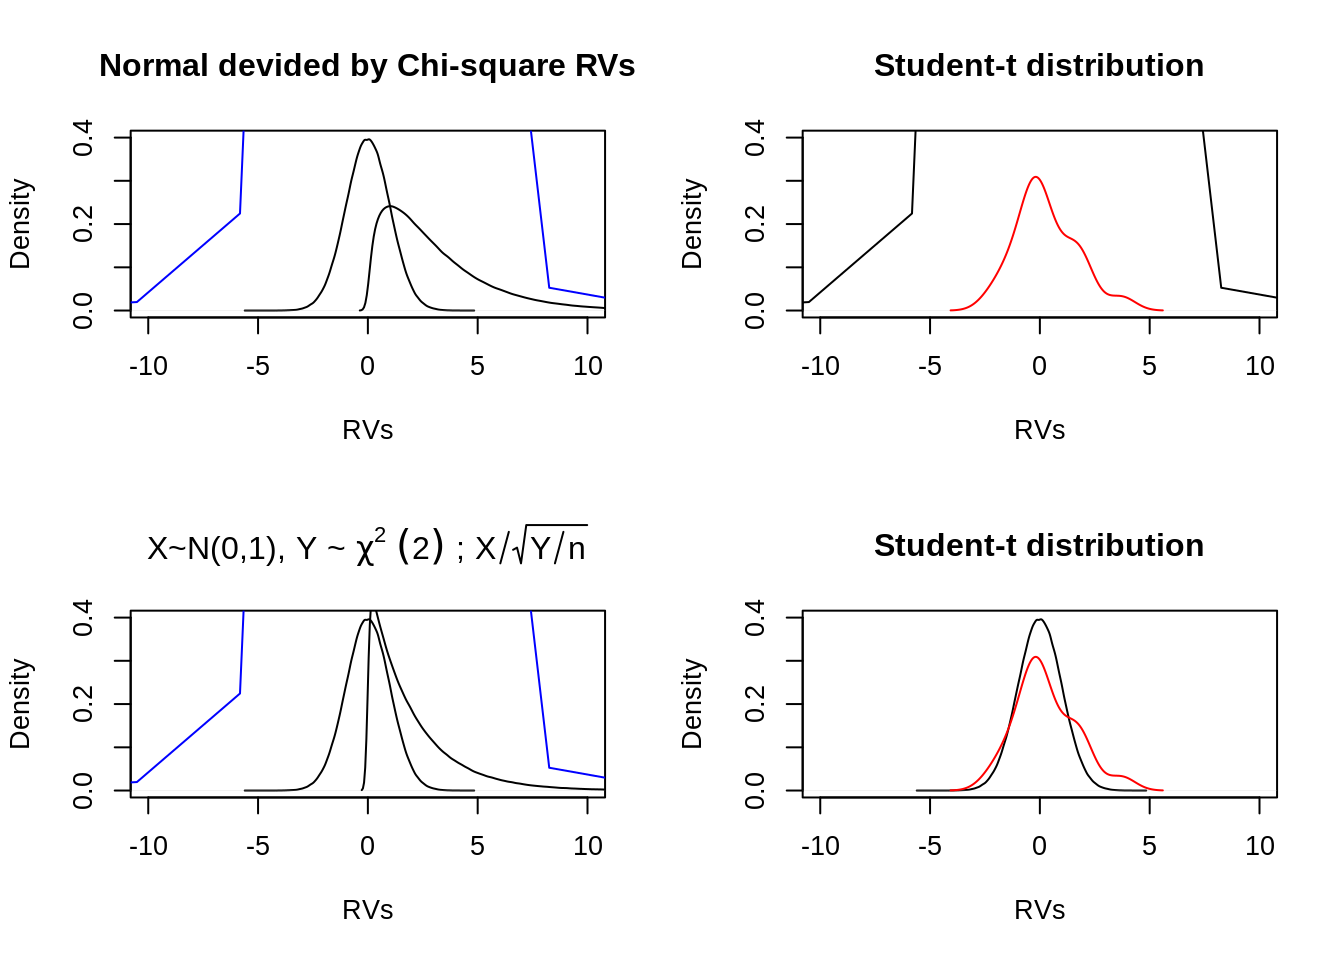 Normal devided by Chi-square RVs
Density
0.0 0.2 0.4
-10 -5 0 5 10
RVs
Student-t distribution
Density
0.0 0.2 0.4
-10 -5 0 5 10
RVs
X~N(0,1), Y ~ χ² (2) ; X/√Y/n
Density
0.0 0.2 0.4
-10 -5 0 5 10
RVs
Student-t distribution
Density
0.0 0.2 0.4
-10 -5 0 5 10
RVs